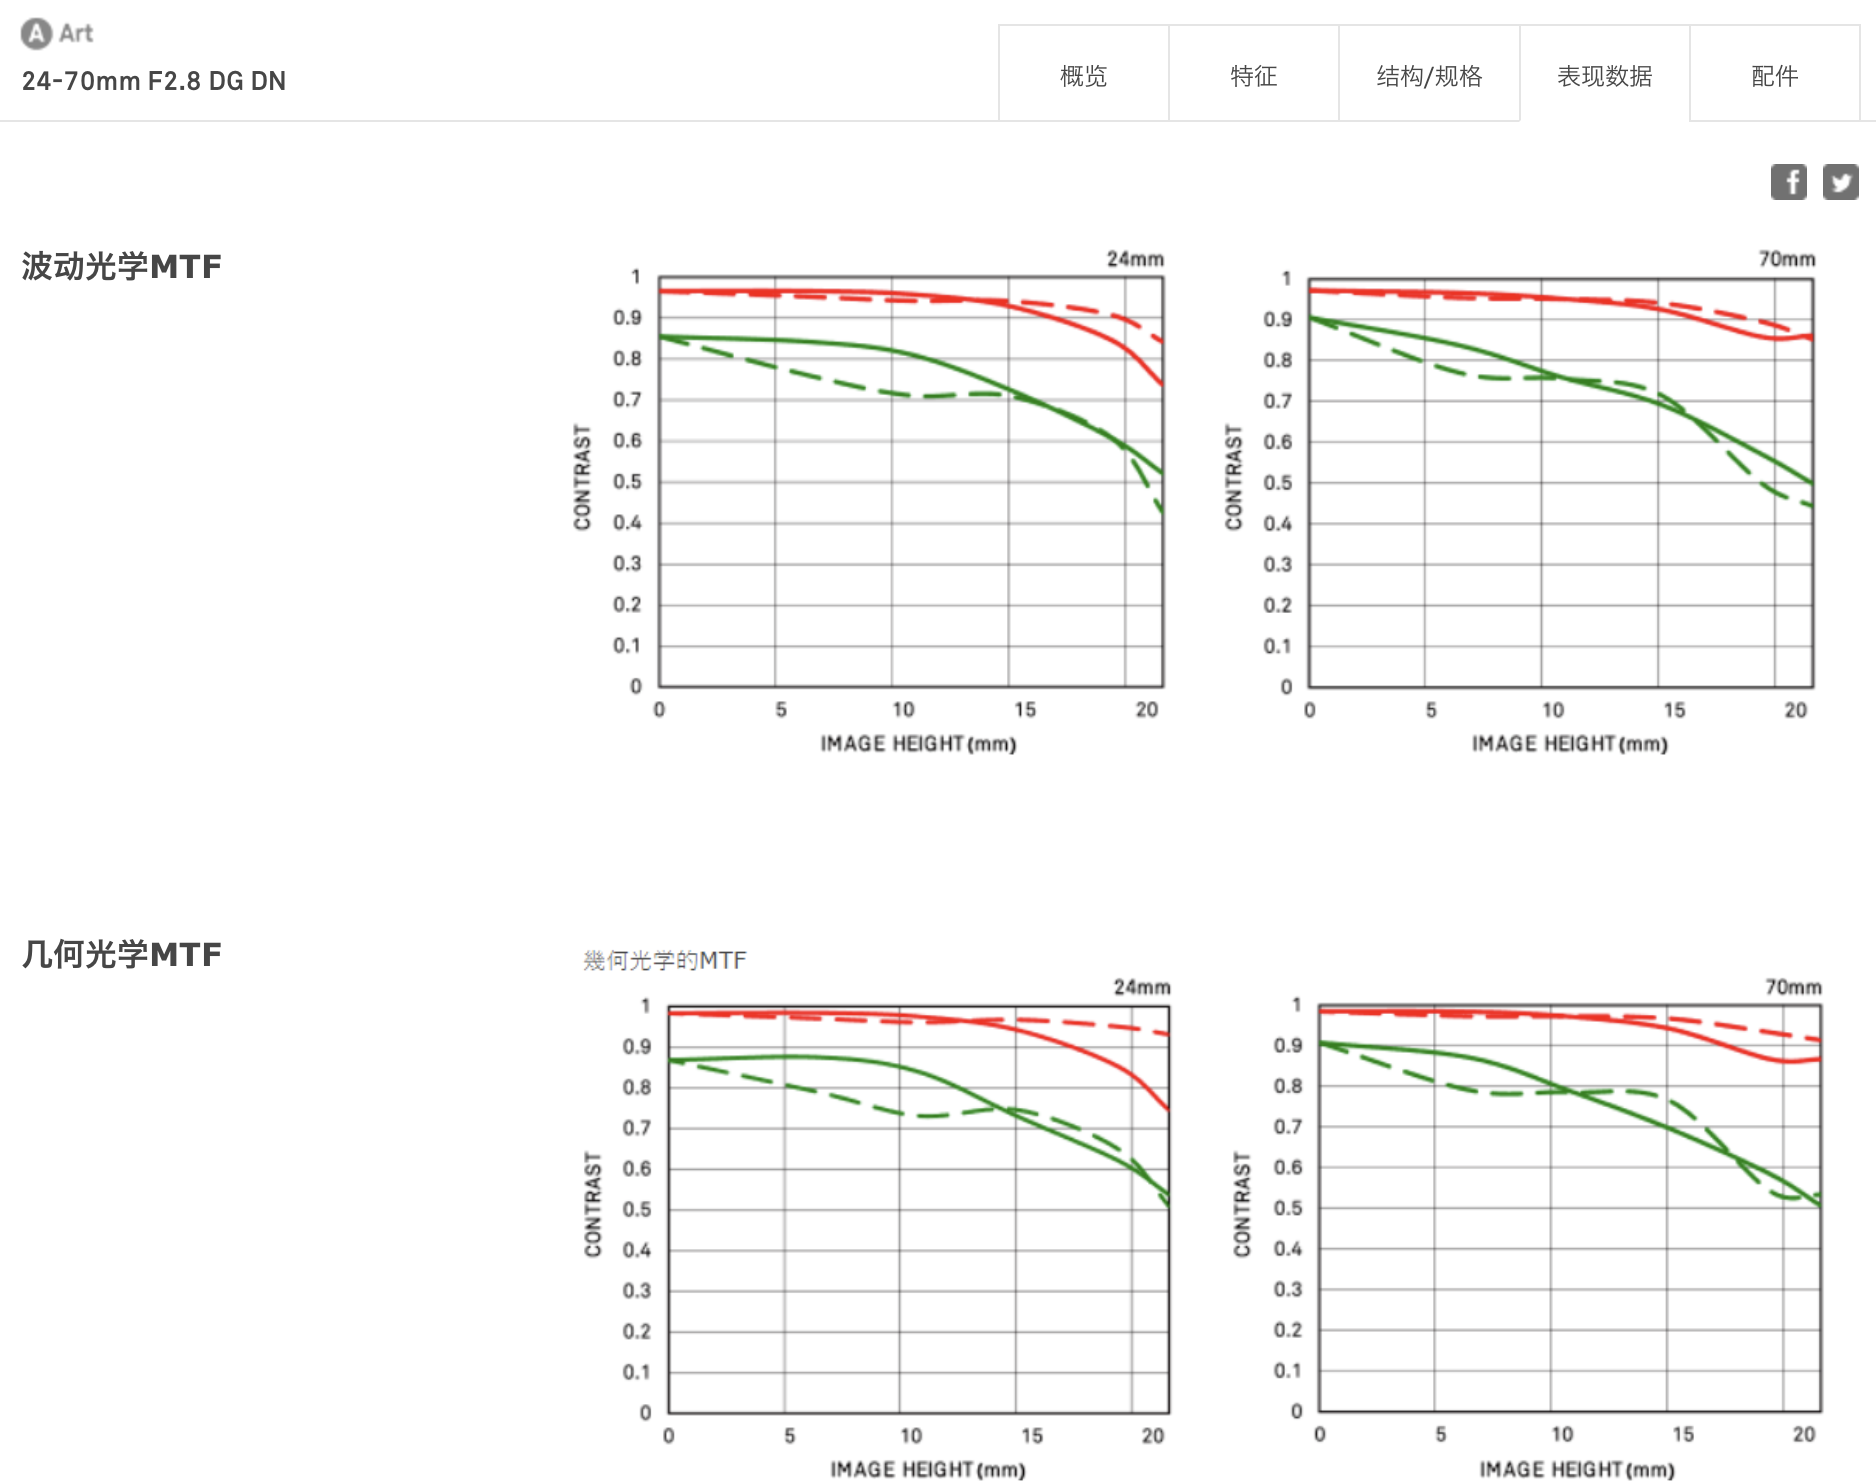 A Art
24-70mm F2.8 DG DN
概览
特征
结构/规格
表现数据
配件
波动光学MTF
24mm
CONTRAST
1
0.9
0.8
0.7
0.6
0.5
0.4
0.3
0.2
0.1
0
0 5 10 15 20
IMAGE HEIGHT(mm)
70mm
CONTRAST
1
0.9
0.8
0.7
0.6
0.5
0.4
0.3
0.2
0.1
0
0 5 10 15 20
IMAGE HEIGHT(mm)
几何光学MTF
幾何光学的MTF
24mm
CONTRAST
1
0.9
0.8
0.7
0.6
0.5
0.4
0.3
0.2
0.1
0
0 5 10 15 20
IMAGE HEIGHT(mm)
70mm
CONTRAST
1
0.9
0.8
0.7
0.6
0.5
0.4
0.3
0.2
0.1
0
0 5 10 15 20
IMAGE HEIGHT(mm)